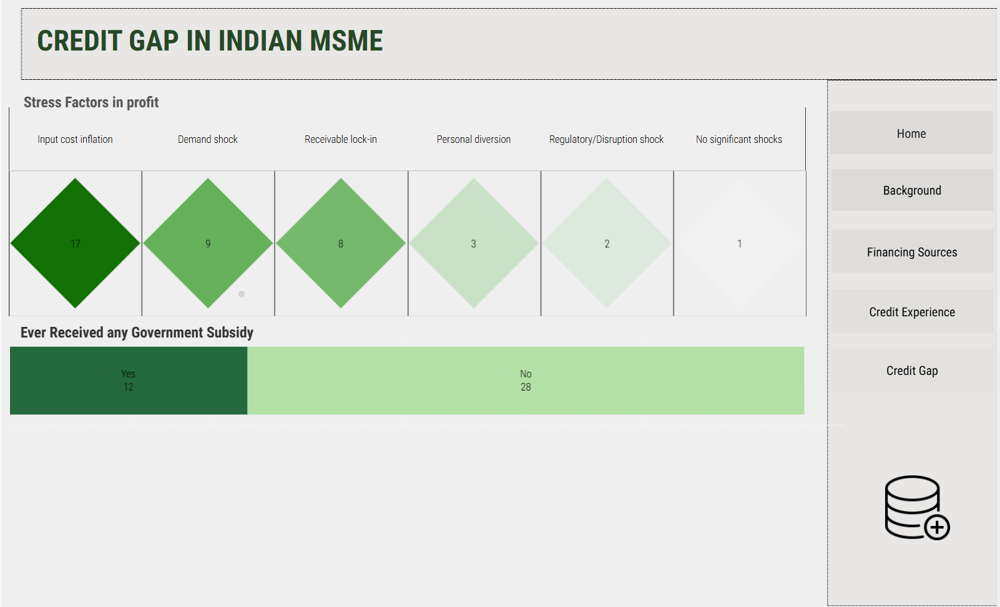 CREDIT GAP IN INDIAN MSME
Stress Factors in profit
Input cost inflation
Demand shock
Receivable lock-in
Personal diversion
Regulatory/Disruption shock
No significant shocks
17
9
8
3
2
1
Ever Received any Government Subsidy
Yes
12
No
28
Home
Background
Financing Sources
Credit Experience
Credit Gap